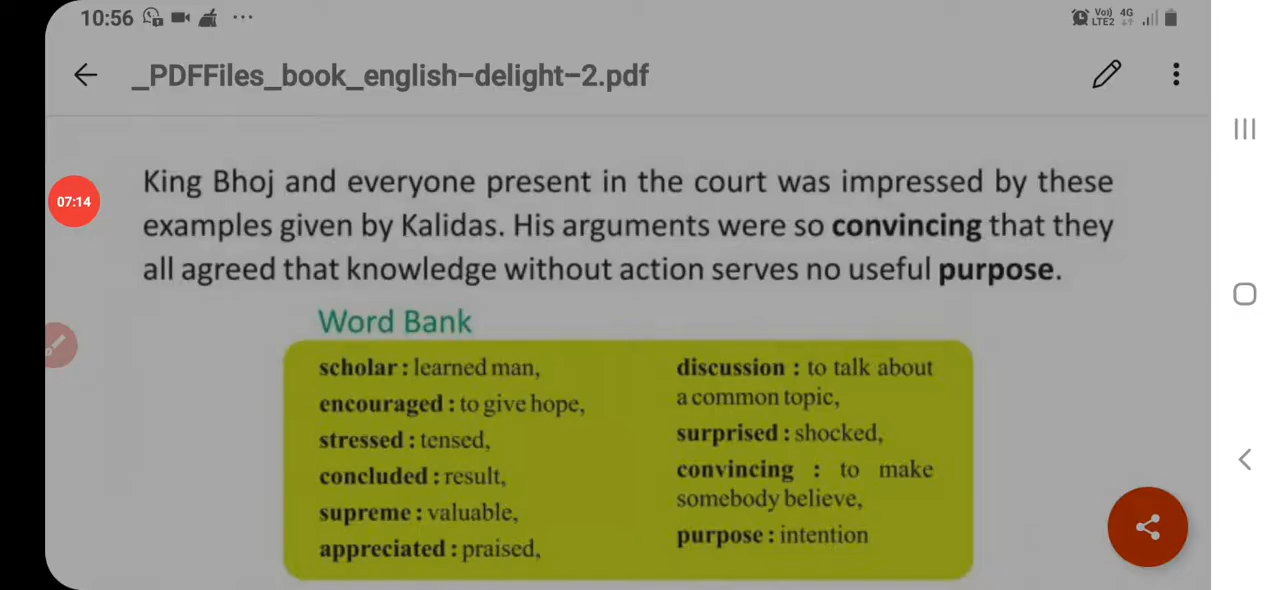 10:56
Vo) 4G
LTE2
_PDFFiles_book_english-delight-2.pdf
King Bhoj and everyone present in the court was impressed by these
07:14
examples given by Kalidas. His arguments were so convincing that they
all agreed that knowledge without action serves no useful purpose.
Word Bank
scholar : learned man,
encouraged : to give hope,
stressed : tensed,
concluded : result,
supreme : valuable,
appreciated : praised,
discussion : to talk about
a common topic,
surprised : shocked,
convincing : to make
somebody believe,
purpose : intention